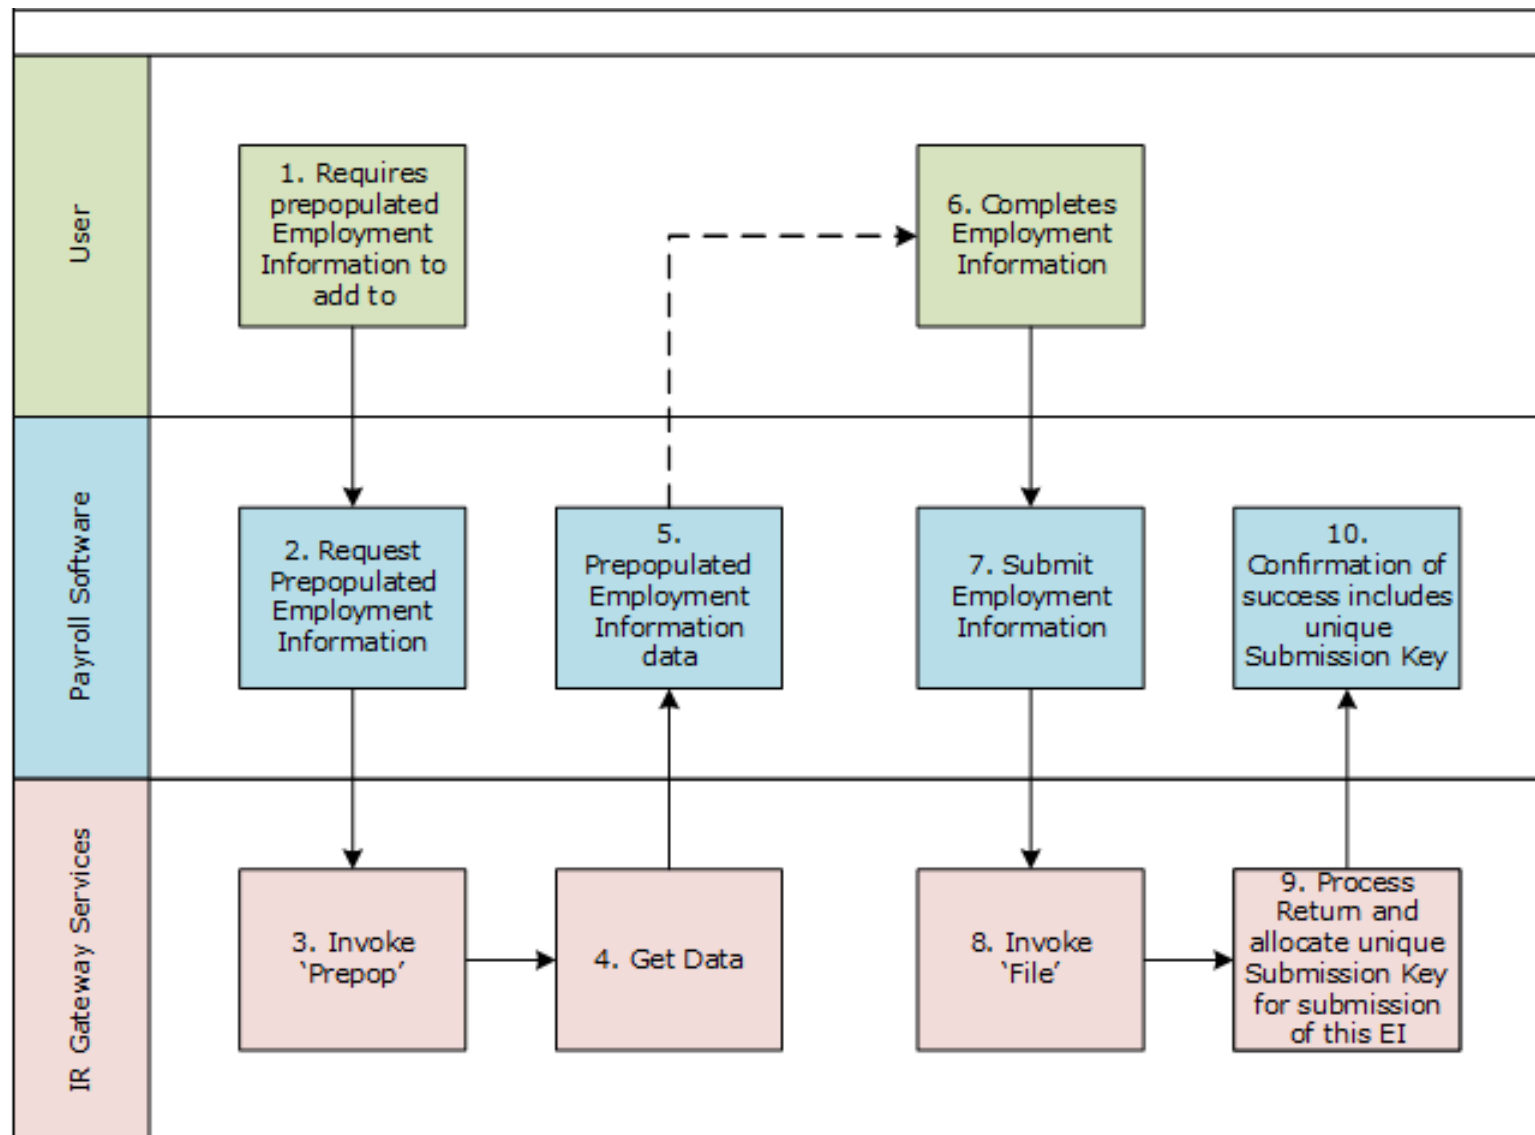 User
1. Requires
prepopulated
Employment
Information to
add to
6. Completes
Employment
Information
Payroll Software
2. Request
Prepopulated
Employment
Information
5.
Prepopulated
Employment
Information
data
7. Submit
Employment
Information
10.
Confirmation of
success includes
unique
Submission Key
IR Gateway Services
3. Invoke
‘Prepop’
4. Get Data
8. Invoke
‘File’
9. Process
Return and
allocate unique
Submission Key
for submission
of this EI